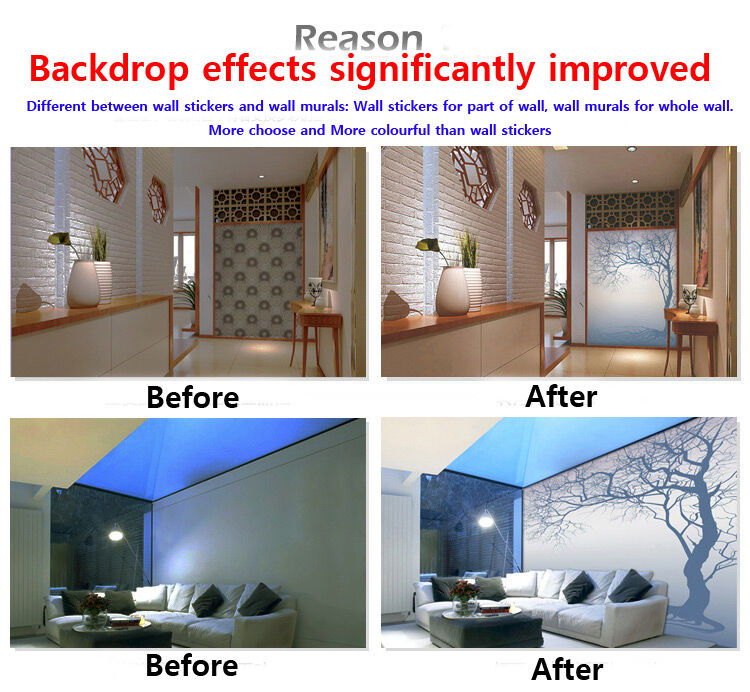 Reason
Backdrop effects significantly improved
Different between wall stickers and wall murals: Wall stickers for part of wall, wall murals for whole wall.
More choose and More colourful than wall stickers
Before
After
Before
After